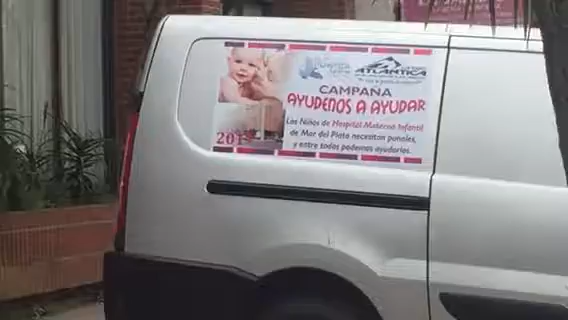 ATLANTICA
CAMPAÑA
AYUDENOS A AYUDAR
Los Niños de Hospital Materno Infantil
de Mar del Plata necesitan panales,
y entre todos podemos ayudarlos.